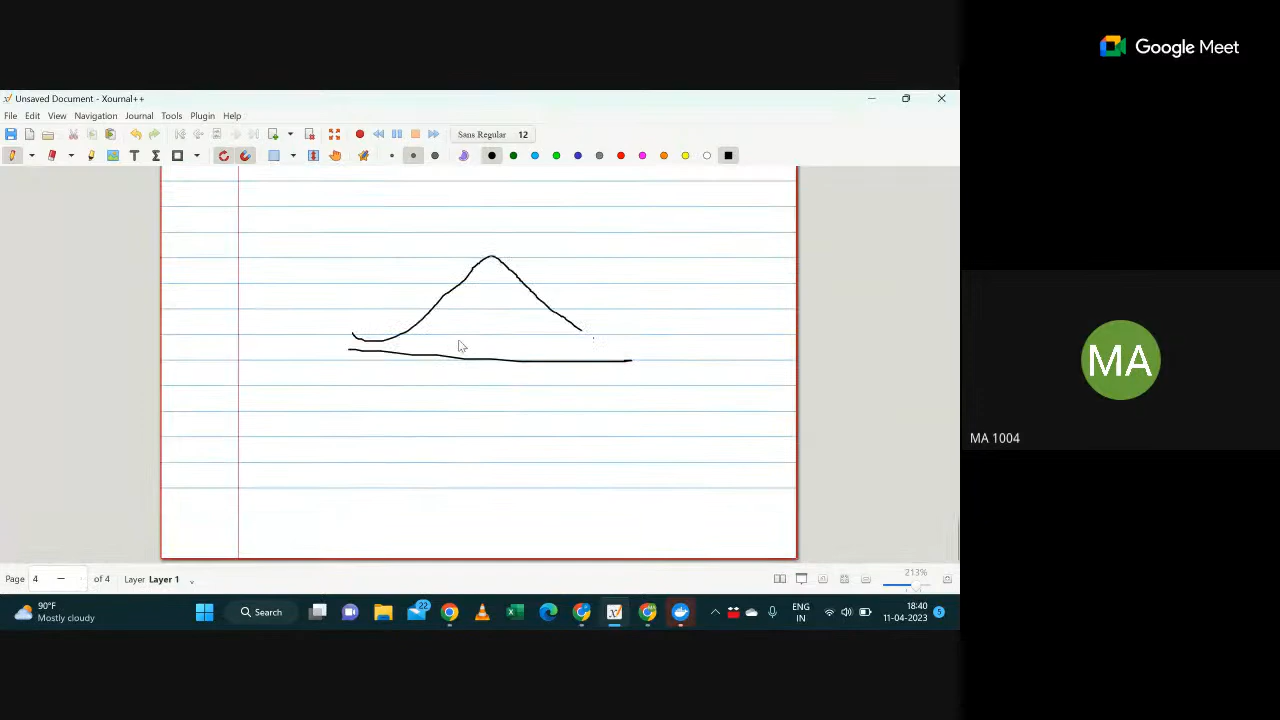 Google Meet
Unsaved Document - Xournal++
File Edit View Navigation Journal Tools Plugin Help
Sans Regular 12
MA
MA 1004
213%
Page 4 of 4 Layer Layer 1
90°F
Mostly cloudy
Search
22
ENG
IN
18:40
11-04-2023
5